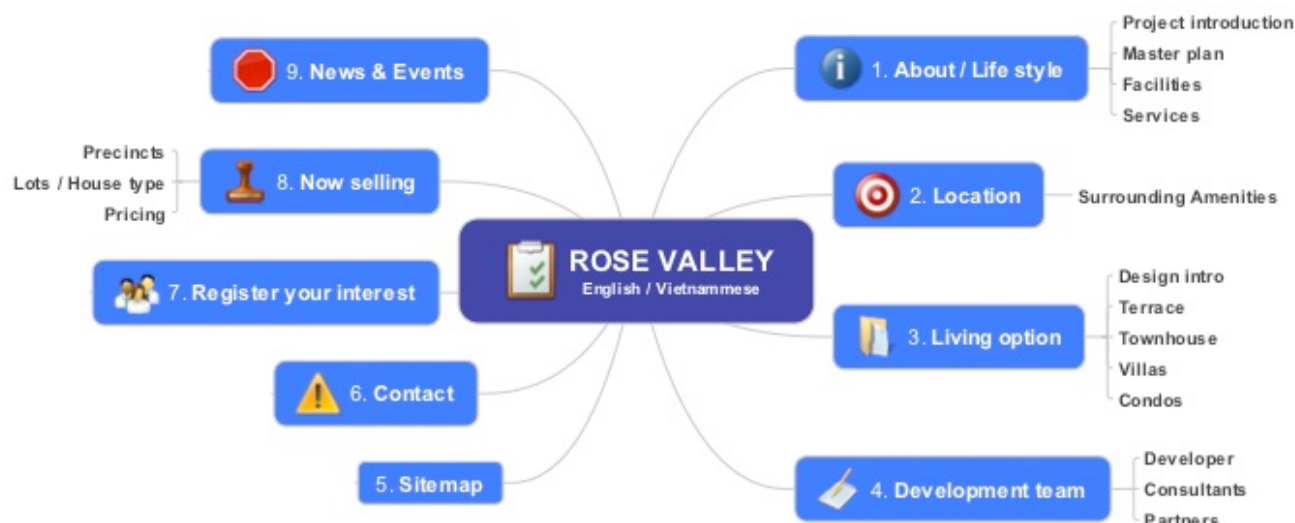 ROSE VALLEY
English / Vietnammese
1. About / Life style
Project introduction
Master plan
Facilities
Services
2. Location
Surrounding Amenities
3. Living option
Design intro
Terrace
Townhouse
Villas
Condos
4. Development team
Developer
Consultants
Partners
5. Sitemap
6. Contact
7. Register your interest
8. Now selling
Precincts
Lots / House type
Pricing
9. News & Events